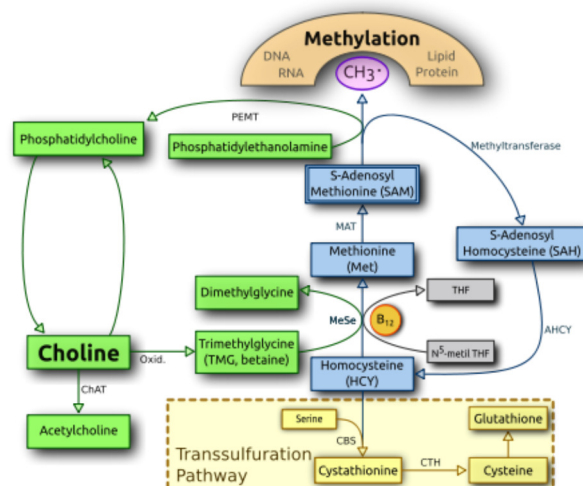 Methylation
DNA
RNA
Lipid
Protein
CH3·
PEMT
Phosphatidylcholine
Phosphatidylethanolamine
Methyltransferase
S-Adenosyl
Methionine (SAM)
MAT
S-Adenosyl
Homocysteine (SAH)
Methionine
(Met)
Dimethylglycine
THF
MeSe
B12
AHCY
Choline
Oxid.
Trimethylglycine
(TMG, betaine)
N5-metil THF
Homocysteine
(HCY)
ChAT
Acetylcholine
Serine
Glutathione
CBS
Transsulfuration
Pathway
Cystathionine
CTH
Cysteine